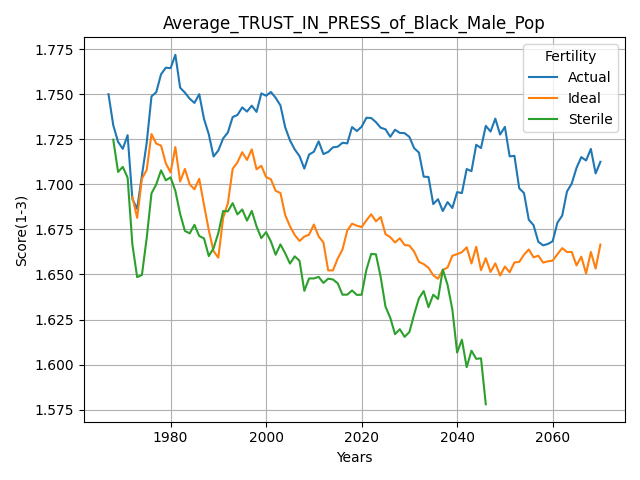 Average_TRUST_IN_PRESS_of_Black_Male_Pop
Fertility
Actual
Ideal
Sterile
1.775
1.750
1.725
1.700
1.675
1.650
1.625
1.600
1.575
Score(1-3)
1980
2000
2020
2040
2060
Years